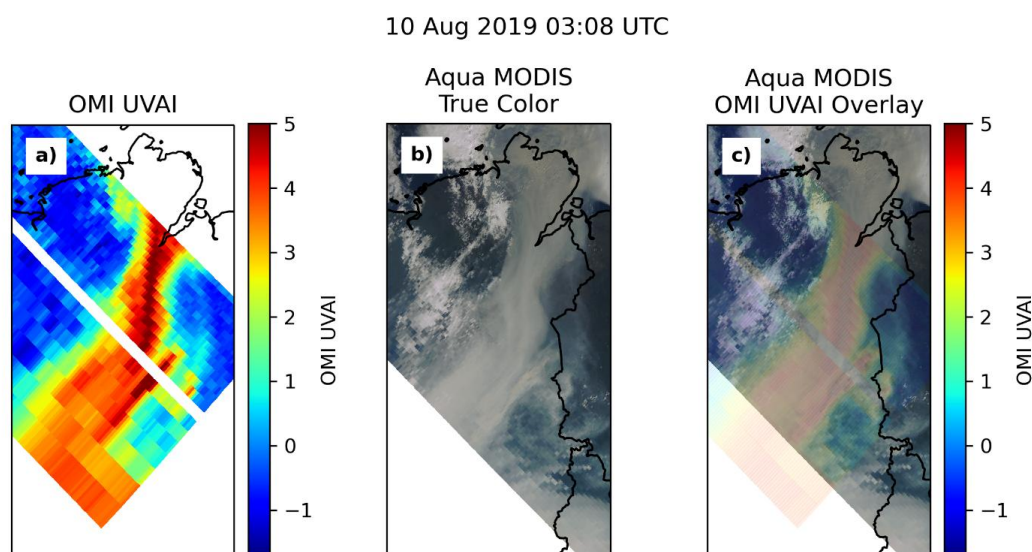 10 Aug 2019 03:08 UTC
OMI UVAI
Aqua MODIS
True Color
Aqua MODIS
OMI UVAI Overlay
a)
b)
c)
5
4
3
2
1
0
−1
OMI UVAI
5
4
3
2
1
0
−1
OMI UVAI